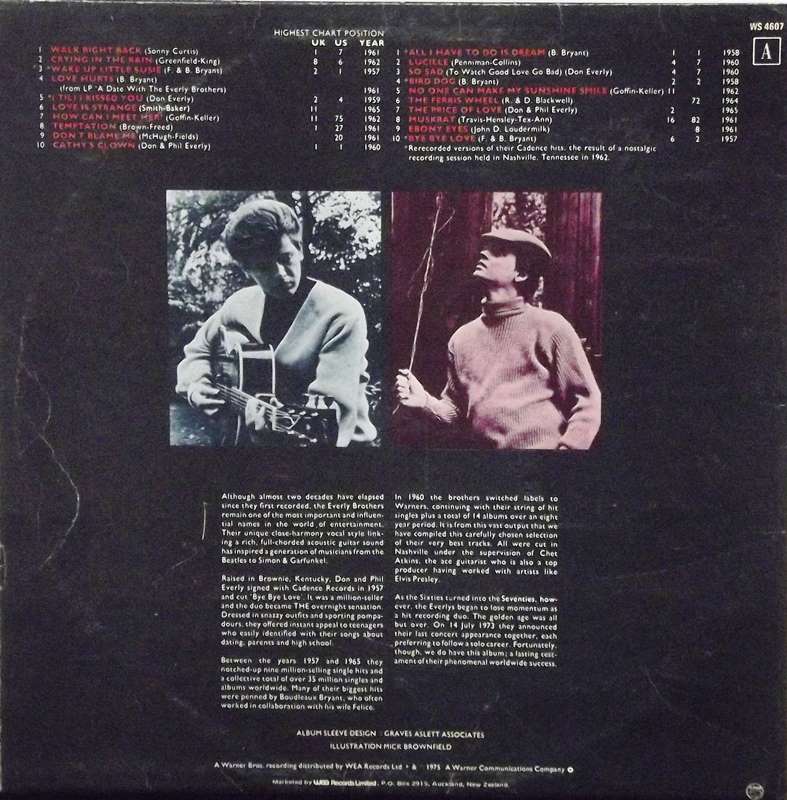 WS 4607
A
HIGHEST CHART POSITION
UK US YEAR
1 WALK RIGHT BACK (Sonny Curtis) 1 7 1961
2 CRYING IN THE RAIN (Greenfield-King) 8 6 1962
3 *WAKE UP LITTLE SUSIE (F. & B. Bryant) 2 1 1957
4 LOVE HURTS (B. Bryant)
(from LP 'A Date With The Everly Brothers) 1961
5 *('TIL) I KISSED YOU (Don Everly) 2 4 1959
6 LOVE IS STRANGE (Smith-Baker) 11 1965
7 HOW CAN I MEET HER? (Goffin-Keller) 11 75 1962
8 TEMPTATION (Brown-Freed) 1 27 1961
9 DON'T BLAME ME (McHugh-Fields) 20 1961
10 CATHY'S CLOWN (Don & Phil Everly) 1 1 1960
1 *ALL I HAVE TO DO IS DREAM (B. Bryant) 1 1 1958
2 LUCILLE (Penniman-Collins) 4 7 1960
3 SO SAD (To Watch Good Love Go Bad) (Don Everly) 4 7 1960
4 *BIRD DOG (B. Bryant) 2 2 1958
5 NO ONE CAN MAKE MY SUNSHINE SMILE (Goffin-Keller) 11 1962
6 THE FERRIS WHEEL (R. & D. Blackwell) 72 1964
7 THE PRICE OF LOVE (Don & Phil Everly) 2 1965
8 MUSKRAT (Travis-Hensley-Tex-Ann) 16 82 1961
9 EBONY EYES (John D. Loudermilk) 8 1961
10 *BYE BYE LOVE (F. & B. Bryant) 6 2 1957
*Rerecorded versions of their Cadence hits, the result of a nostalgic
recording session held in Nashville, Tennessee in 1962.
Although almost two decades have elapsed
since they first recorded, the Everly Brothers
remain one of the most important and influen-
tial names in the world of entertainment.
Their unique close-harmony vocal style link-
ing a rich, full-chorded acoustic guitar sound
has inspired a generation of musicians from the
Beatles to Simon & Garfunkel.
Raised in Brownie, Kentucky, Don and Phil
Everly signed with Cadence Records in 1957
and cut 'Bye Bye Love'. It was a million-seller
and the duo became THE overnight sensation.
Dressed in snazzy outfits and sporting pompa-
dours, they offered instant appeal to teenagers
who easily identified with their songs about
dating, parents and high school.
Between the years 1957 and 1965 they
notched-up nine million-selling single hits and
a collective total of over 35 million singles and
albums worldwide. Many of their biggest hits
were penned by Boudleaux Bryant, who often
worked in collaboration with his wife Felice.
In 1960 the brothers switched labels to
Warners, continuing with their string of hit
singles plus a total of 14 albums over an eight
year period. It is from this vast output that we
have compiled this carefully chosen selection
of their very best tracks. All were cut in
Nashville under the supervision of Chet
Atkins, the ace guitarist who is also a top
producer having worked with artists like
Elvis Presley.
As the Sixties turned into the Seventies, how-
ever, the Everlys began to lose momentum as
a hit recording duo. The golden age was all
but over. On 14 July 1973 they announced
their last concert appearance together, each
preferring to follow a solo career. Fortunately,
though, we do have this album; a lasting test-
ament of their phenomenal worldwide success.
ALBUM SLEEVE DESIGN : GRAVES ASLETT ASSOCIATES
ILLUSTRATION MICK BROWNFIELD
A Warner Bros. recording distributed by WEA Records Ltd • & ℗ 1975 A Warner Communications Company
Marketed by WEA Records Limited, P.O. Box 2915, Auckland, New Zealand.